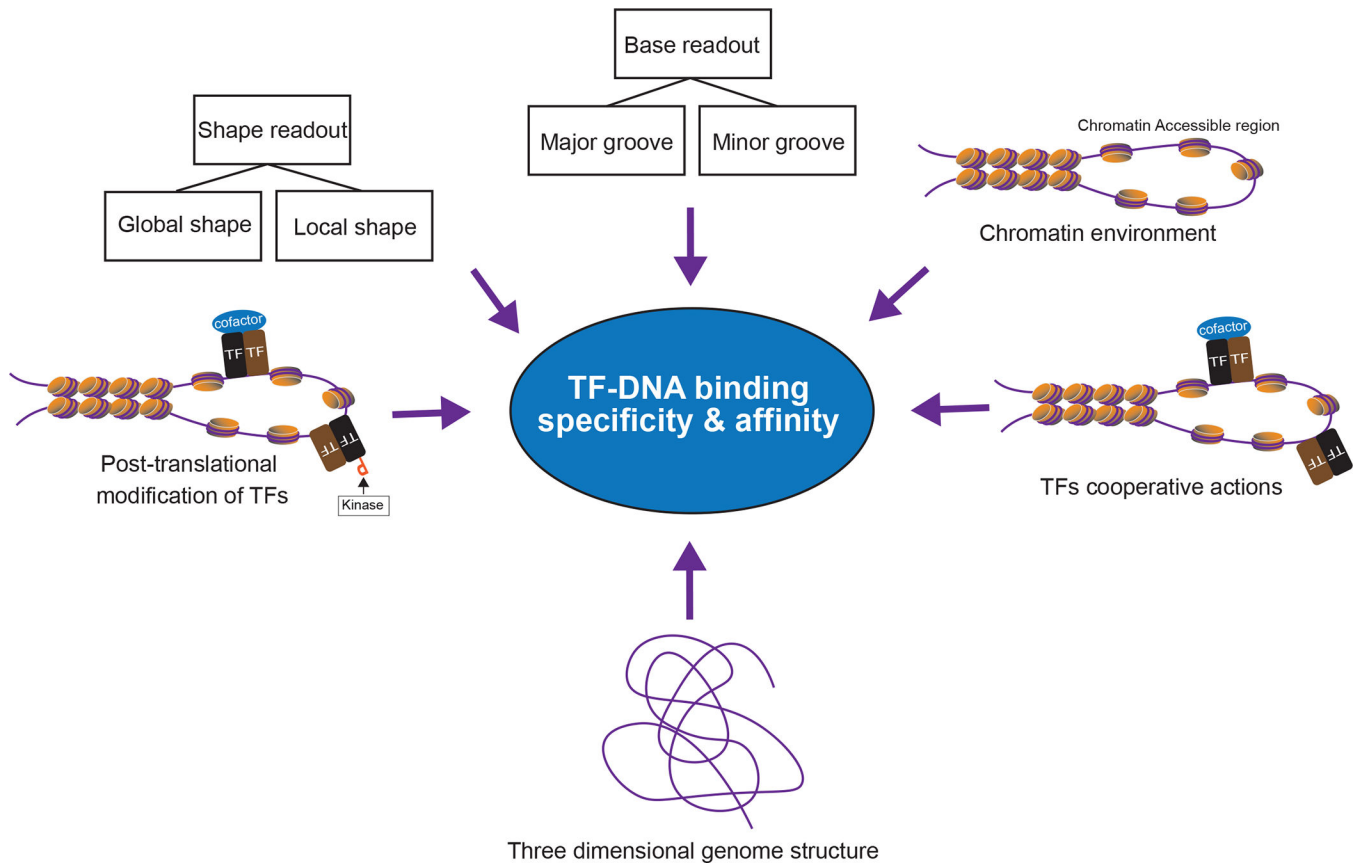 Base readout
Major groove
Minor groove
Shape readout
Global shape
Local shape
Chromatin Accessible region
Chromatin environment
cofactor
TF TF
TF TF
P
Kinase
Post-translational
modification of TFs
TF-DNA binding
specificity & affinity
cofactor
TF TF
TF TF
TFs cooperative actions
Three dimensional genome structure